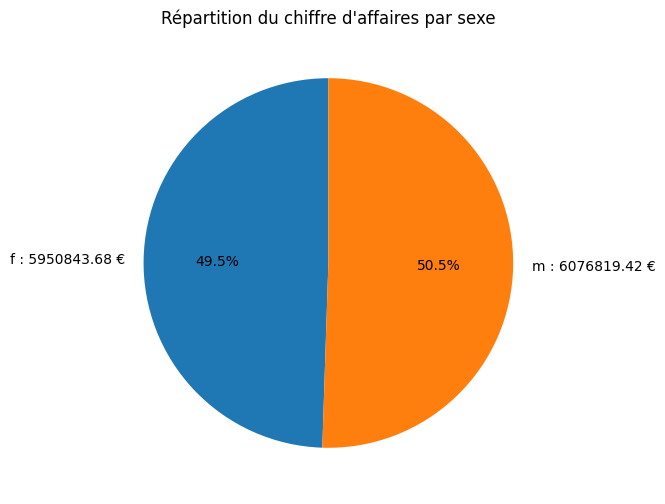 Répartition du chiffre d'affaires par sexe
f : 5950843.68 €
49.5%
50.5%
m : 6076819.42 €